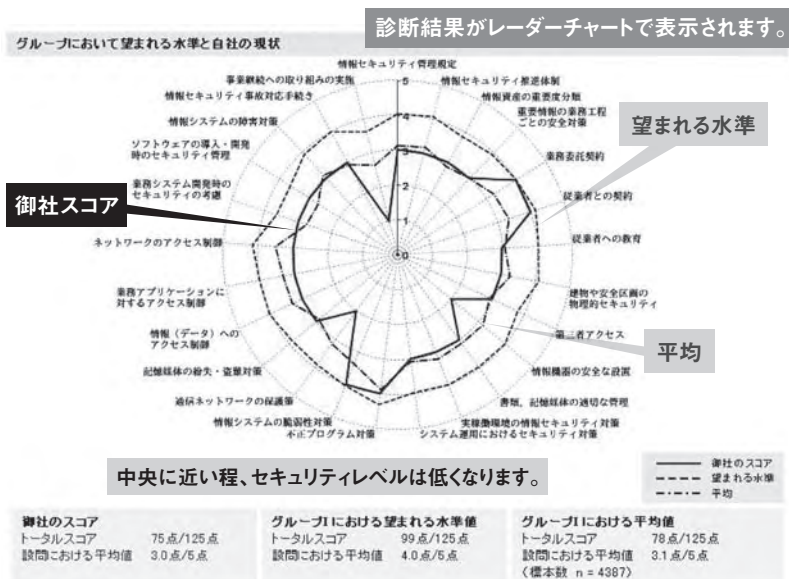 診断結果がレーダーチャートで表示されます。
グループにおいて望まれる水準と自社の現状
情報セキュリティ管理規定
情報セキュリティ推進体制
情報資産の重要度分類
重要情報の業務工程
ごとの安全対策
業務委託契約
従業者との契約
従業者への教育
建物や安全区画の
物理的セキュリティ
第三者アクセス
情報機器の安全な設置
書類、記憶媒体の適切な管理
実稼働環境の情報セキュリティ対策
システム運用におけるセキュリティ対策
不正プログラム対策
情報システムの脆弱性対策
通信ネットワークの保護策
記憶媒体の紛失・盗難対策
情報(データ)への
アクセス制御
業務アプリケーションに
対するアクセス制御
ネットワークのアクセス制御
業務システム開発時の
セキュリティの考慮
ソフトウェアの導入・開発
時のセキュリティ管理
情報システムの障害対策
情報セキュリティ事故対応手続き
事業継続への取り組みの実施
5
4
3
2
1
0
望まれる水準
御社スコア
平均
中央に近い程、セキュリティレベルは低くなります。
御社のスコア
望まれる水準
平均
御社のスコア
トータルスコア 75点/125点
設問における平均値 3.0点/5点
グループIにおける望まれる水準値
トータルスコア 99点/125点
設問における平均値 4.0点/5点
グループIにおける平均値
トータルスコア 78点/125点
設問における平均値 3.1点/5点
(標本数 n = 4387)